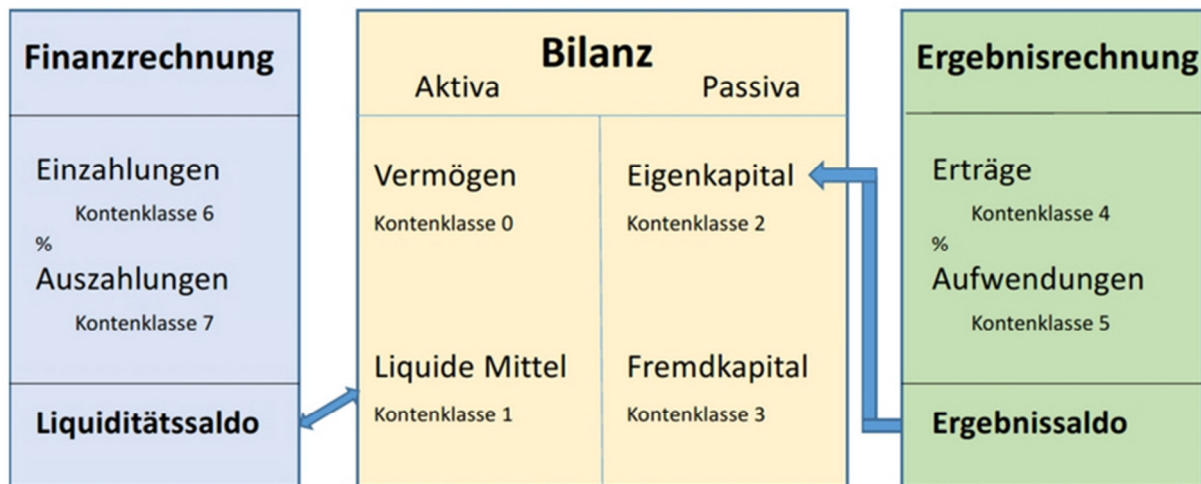 Finanzrechnung
Einzahlungen
Kontenklasse 6
%
Auszahlungen
Kontenklasse 7
Liquiditätssaldo
Bilanz
Aktiva
Passiva
Vermögen
Kontenklasse 0
Liquide Mittel
Kontenklasse 1
Eigenkapital
Kontenklasse 2
Fremdkapital
Kontenklasse 3
Ergebnisrechnung
Erträge
Kontenklasse 4
%
Aufwendungen
Kontenklasse 5
Ergebnissaldo